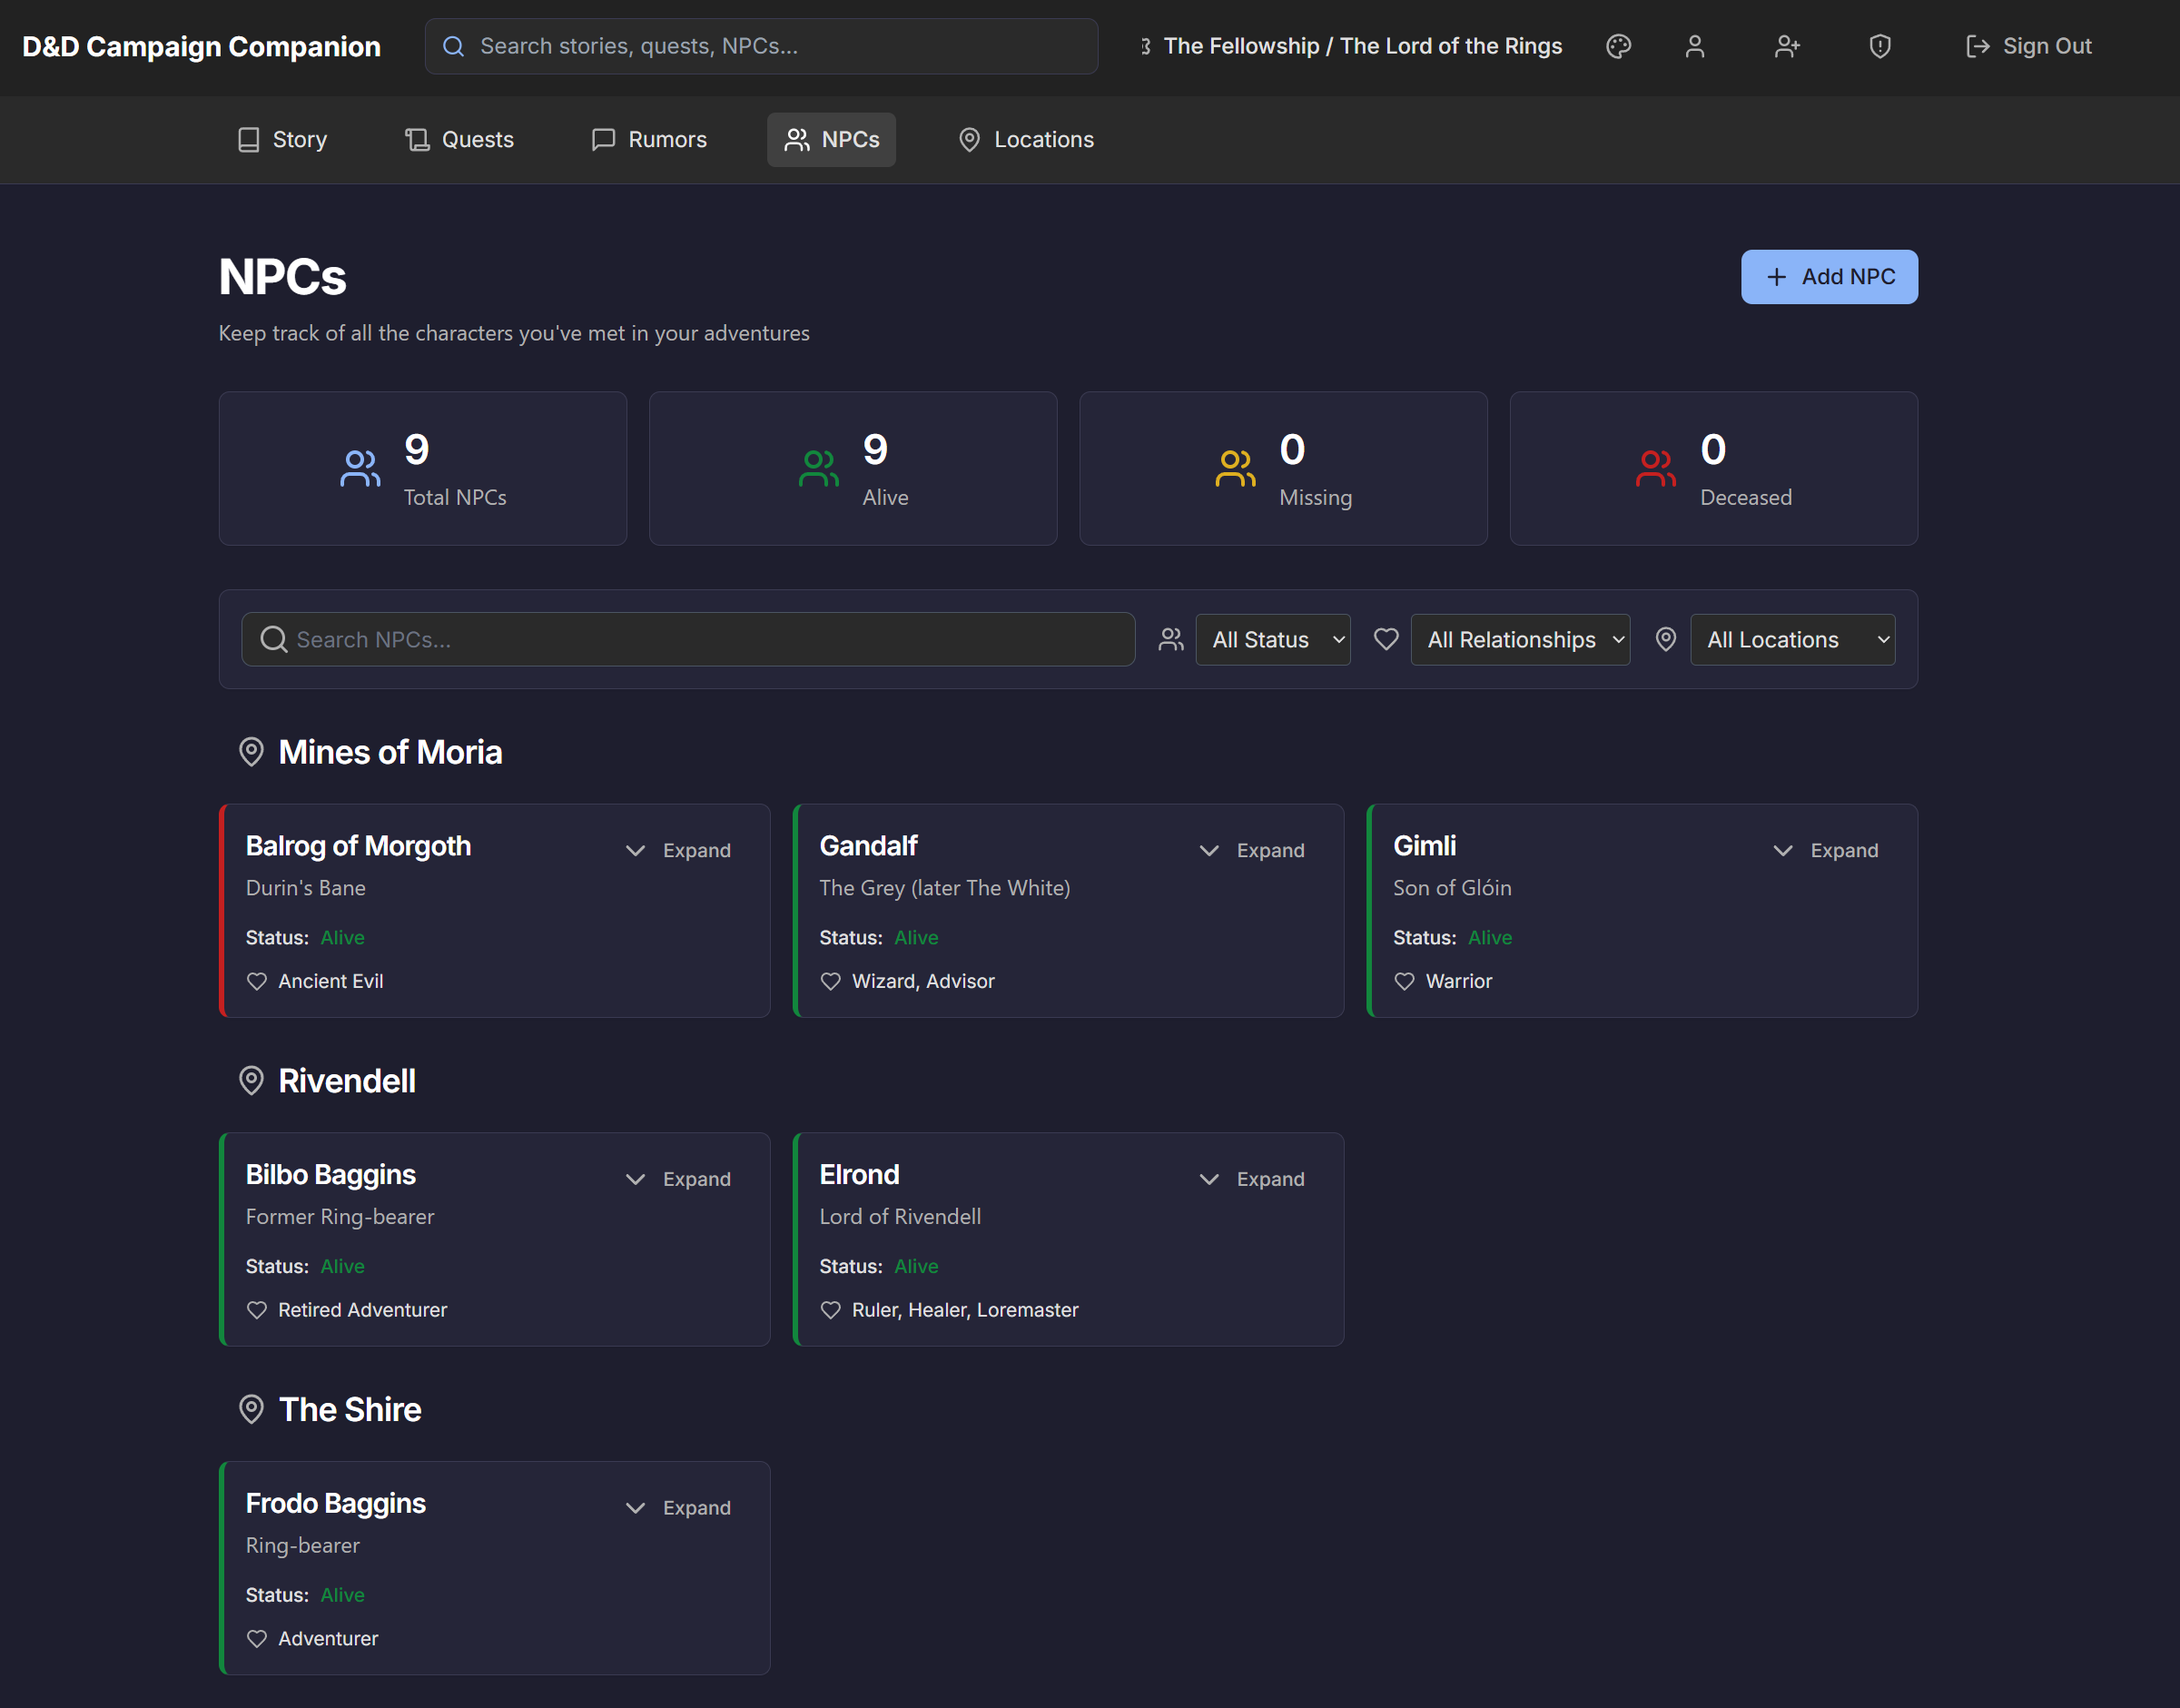 D&D Campaign Companion
Search stories, quests, NPCs...
The Fellowship / The Lord of the Rings
Sign Out
Story
Quests
Rumors
NPCs
Locations
NPCs
Add NPC
Keep track of all the characters you've met in your adventures
9
Total NPCs
9
Alive
0
Missing
0
Deceased
Search NPCs...
All Status
All Relationships
All Locations
Mines of Moria
Balrog of Morgoth
Expand
Durin's Bane
Status: Alive
Ancient Evil
Gandalf
Expand
The Grey (later The White)
Status: Alive
Wizard, Advisor
Gimli
Expand
Son of Glóin
Status: Alive
Warrior
Rivendell
Bilbo Baggins
Expand
Former Ring-bearer
Status: Alive
Retired Adventurer
Elrond
Expand
Lord of Rivendell
Status: Alive
Ruler, Healer, Loremaster
The Shire
Frodo Baggins
Expand
Ring-bearer
Status: Alive
Adventurer